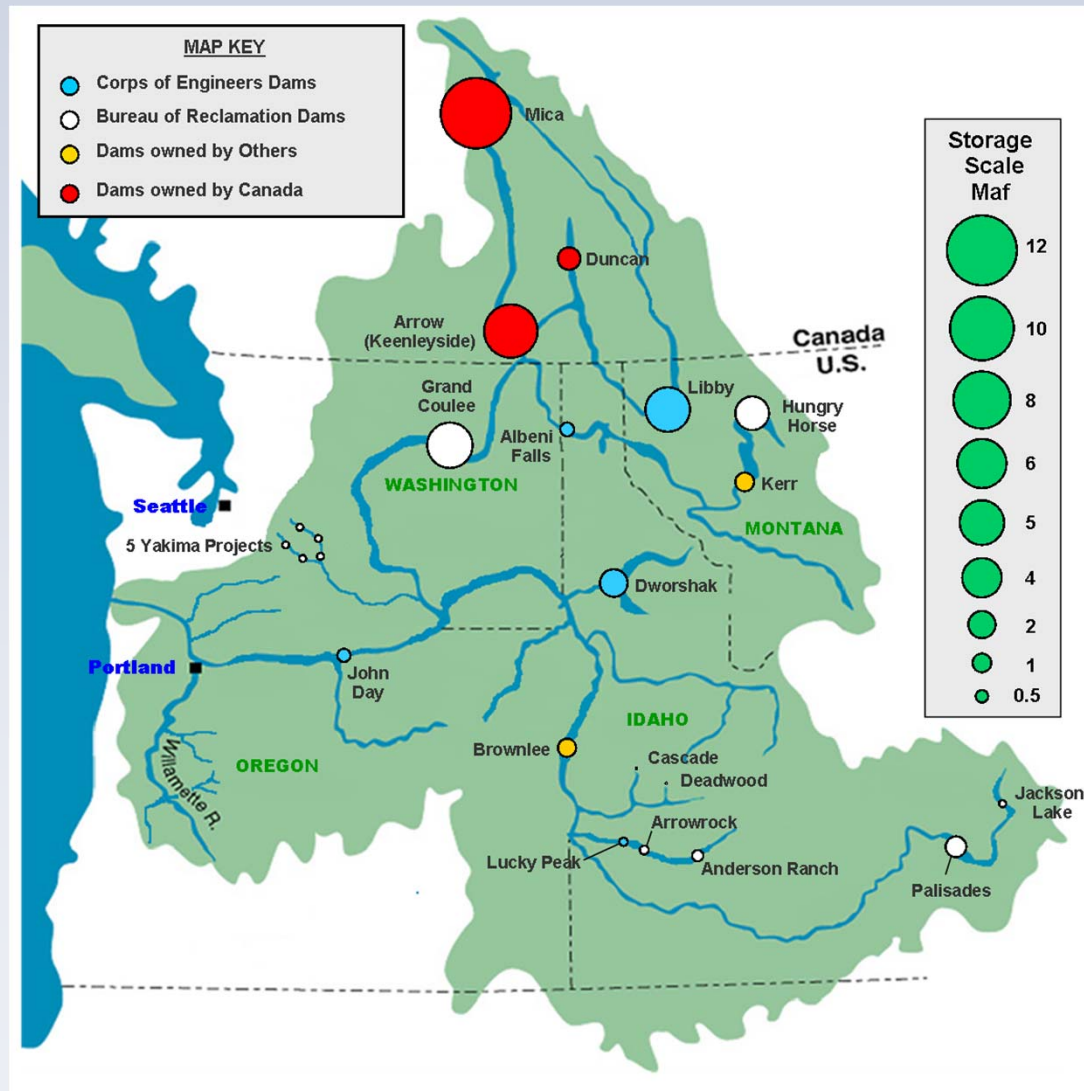 MAP KEY
Corps of Engineers Dams
Bureau of Reclamation Dams
Dams owned by Others
Dams owned by Canada
Storage
Scale
Maf
12
10
8
6
5
4
2
1
0.5
Mica
Duncan
Arrow
(Keenleyside)
Canada
U.S.
Grand
Coulee
Libby
Hungry
Horse
Albeni
Falls
Kerr
WASHINGTON
MONTANA
Seattle
5 Yakima Projects
Dworshak
Portland
John
Day
IDAHO
Brownlee
OREGON
Willamette R.
Cascade
Deadwood
Jackson
Lake
Arrowrock
Lucky Peak
Anderson Ranch
Palisades